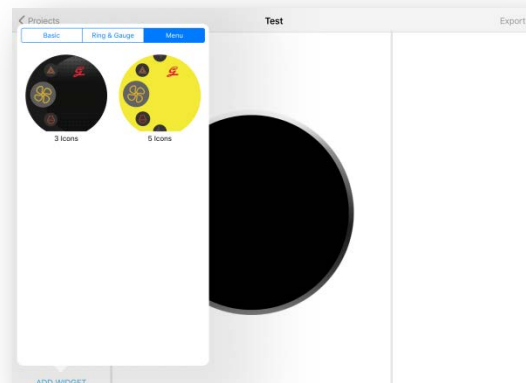 Projects
Test
Export
Basic
Ring & Gauge
Menu
3 Icons
5 Icons
ADD WIDGET